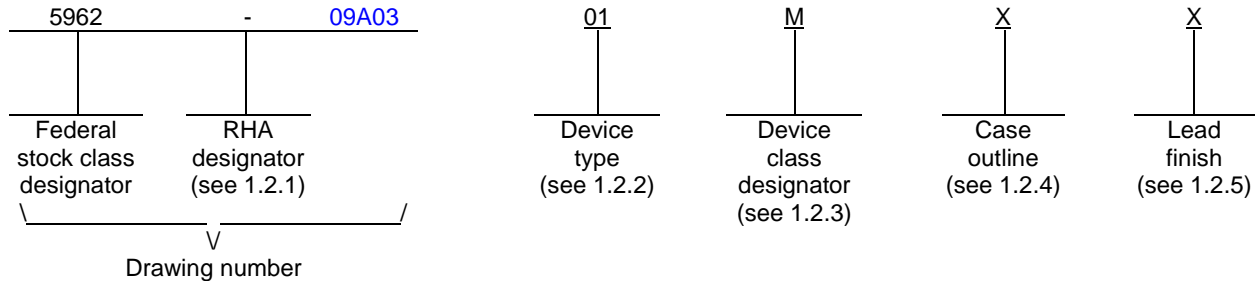 5962 - 09A03 01 M X X
Federal stock class designator
RHA designator (see 1.2.1)
Device type (see 1.2.2)
Device class designator (see 1.2.3)
Case outline (see 1.2.4)
Lead finish (see 1.2.5)
\ /
\/
Drawing number